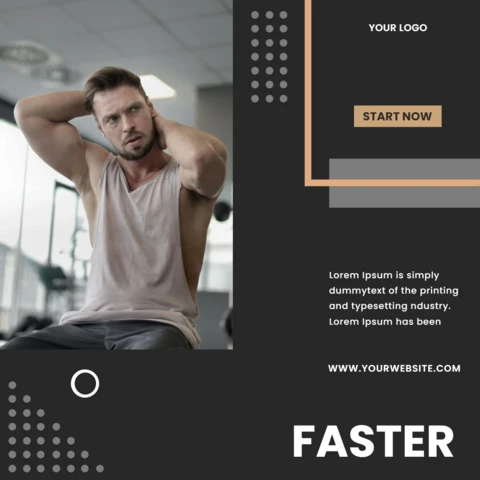 YOUR LOGO
START NOW
Lorem Ipsum is simply
dummytext of the printing
and typesetting ndustry.
Lorem Ipsum has been
WWW.YOURWEBSITE.COM
FASTER